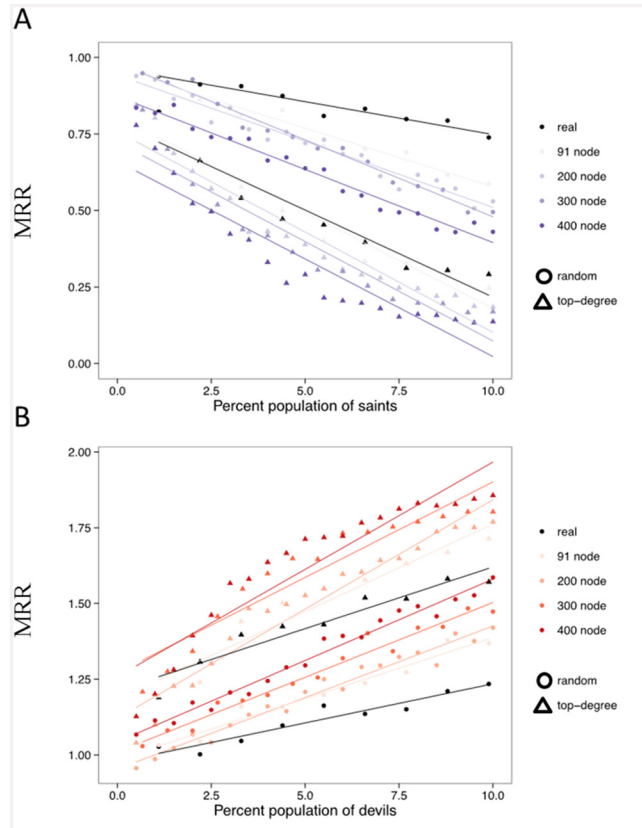 A
1.00
0.75
0.50
0.25
0.00
MRR
0.0 2.5 5.0 7.5 10.0
Percent population of saints
real
91 node
200 node
300 node
400 node
random
top-degree
B
2.00
1.75
1.50
1.25
1.00
MRR
0.0 2.5 5.0 7.5 10.0
Percent population of devils
real
91 node
200 node
300 node
400 node
random
top-degree